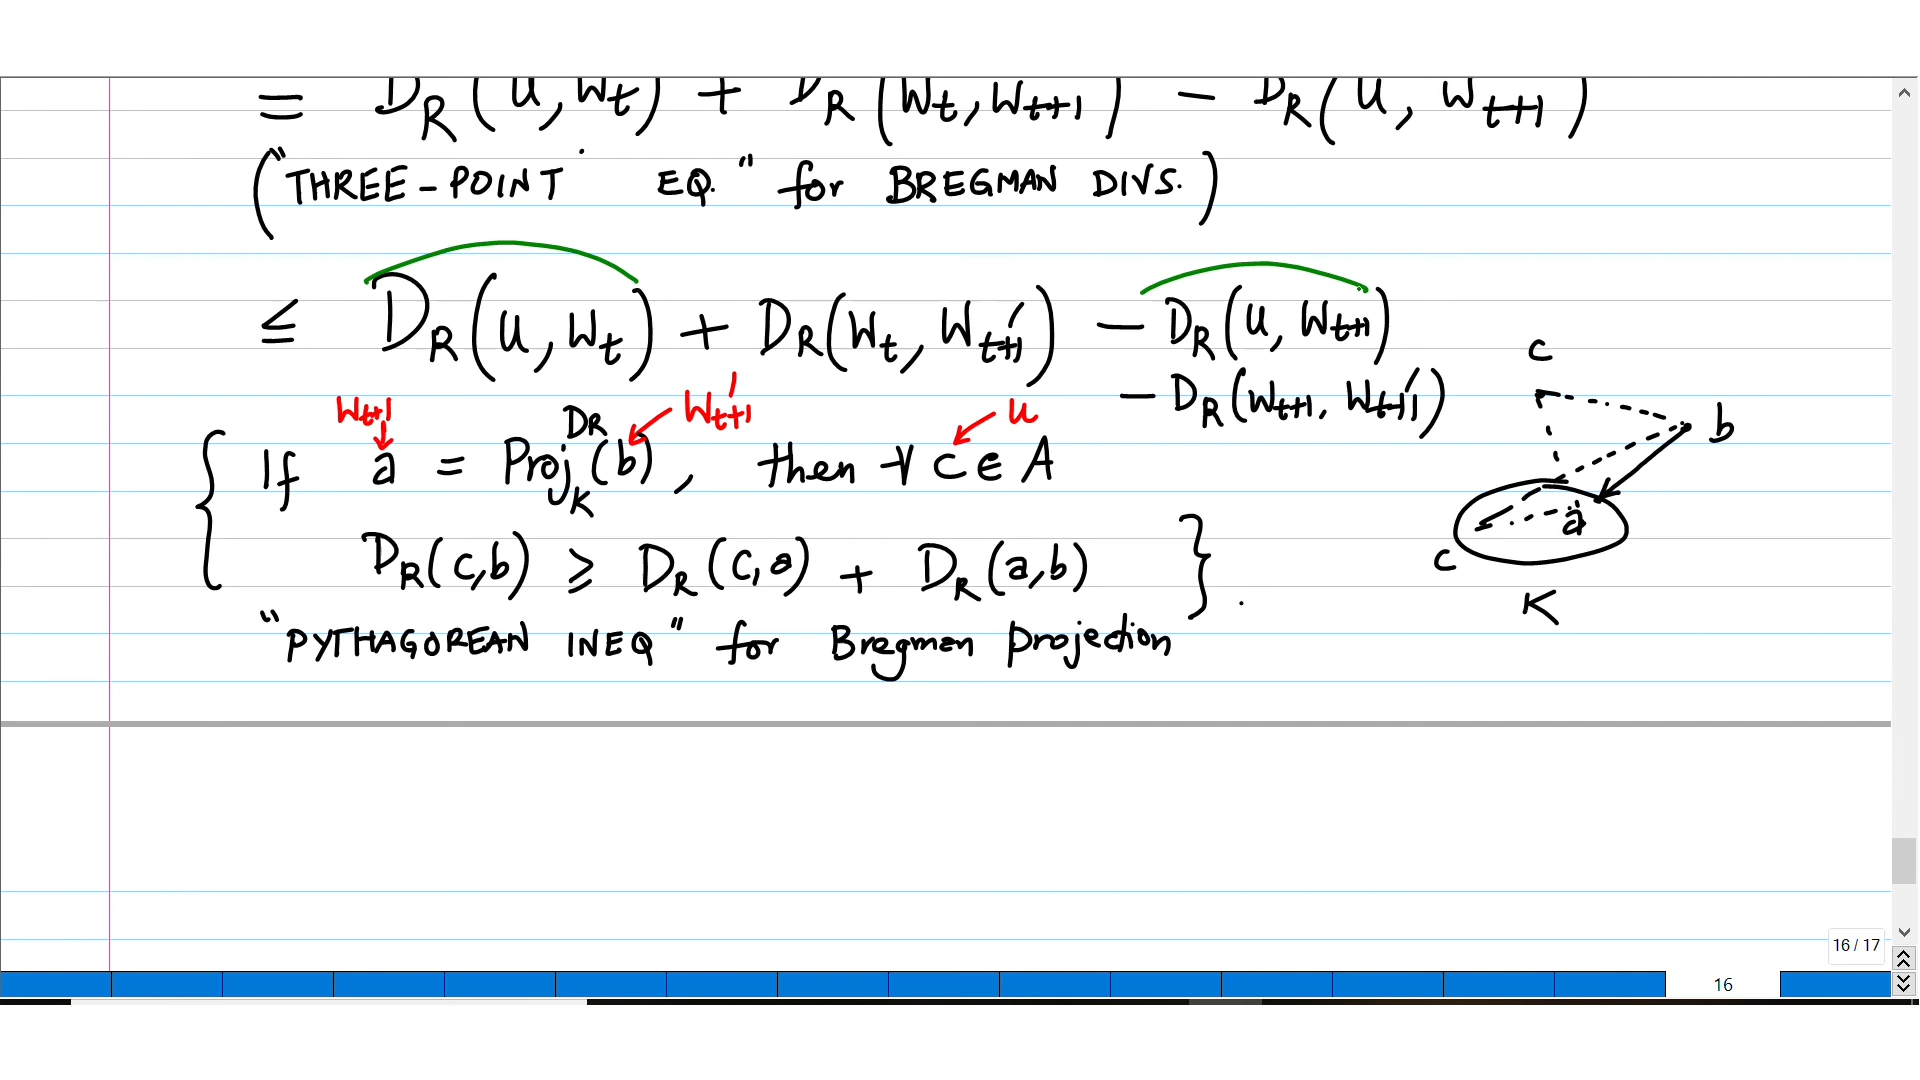 = D_R(u, w_t) + D_R(w_t, w_{t+1}) − D_R(u, w_{t+1})
("THREE-POINT EQ." for BREGMAN DIVS.)
≤ D_R(u, w_t) + D_R(w_t, w'_{t+1}) − D_R(u, w_{t+1})
− D_R(w_{t+1}, w'_{t+1})
c
w_{t+1} w'_{t+1} u
b
{ If a = Proj_K^{D_R}(b), then ∀ c ∈ A
a
D_R(c,b) ≥ D_R(c,a) + D_R(a,b) }.
c
K
"PYTHAGOREAN INEQ" for Bregman projection
16 / 17
16